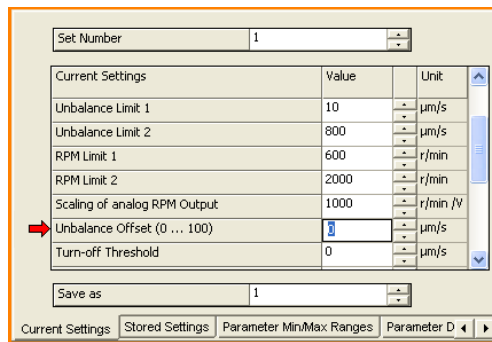 Set Number 1
Current Settings Value Unit
Unbalance Limit 1 10 µm/s
Unbalance Limit 2 800 µm/s
RPM Limit 1 600 r/min
RPM Limit 2 2000 r/min
Scaling of analog RPM Output 1000 r/min /V
Unbalance Offset (0 ... 100) 0 µm/s
Turn-off Threshold 0 µm/s
Save as 1
Current Settings Stored Settings Parameter Min/Max Ranges Parameter D